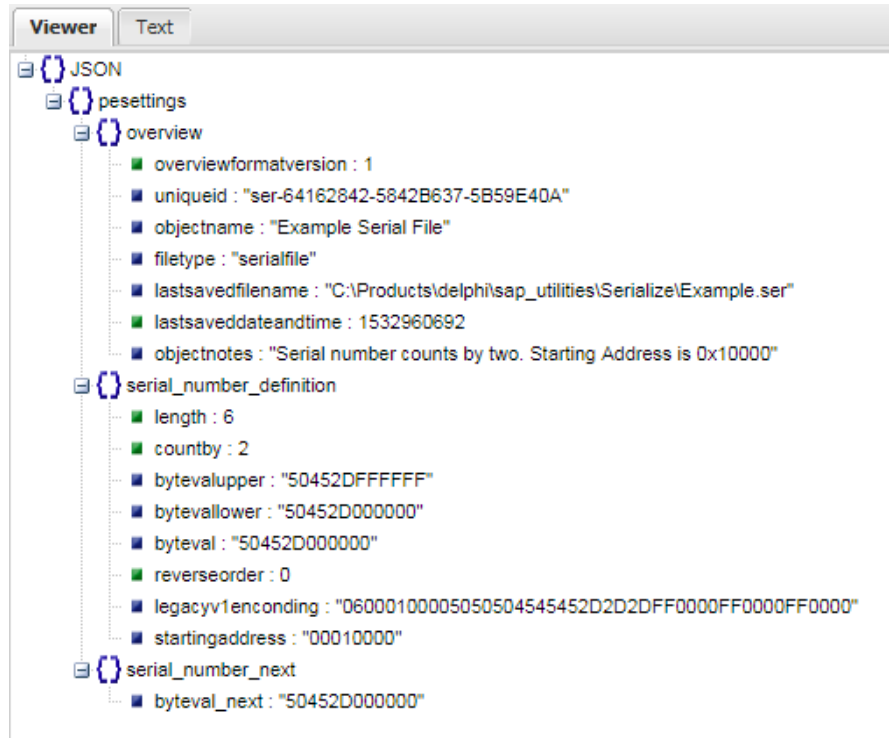 Viewer Text
JSON
pesettings
overview
overviewformatversion : 1
uniqueid : "ser-64162842-5842B637-5B59E40A"
objectname : "Example Serial File"
filetype : "serialfile"
lastsavedfilename : "C:\Products\delphi\sap_utilities\Serialize\Example.ser"
lastsaveddateandtime : 1532960692
objectnotes : "Serial number counts by two. Starting Address is 0x10000"
serial_number_definition
length : 6
countby : 2
bytevalupper : "50452DFFFFFF"
bytevallower : "50452D000000"
byteval : "50452D000000"
reverseorder : 0
legacyv1enconding : "06000100005050504545452D2D2DFF0000FF0000FF0000"
startingaddress : "00010000"
serial_number_next
byteval_next : "50452D000000"